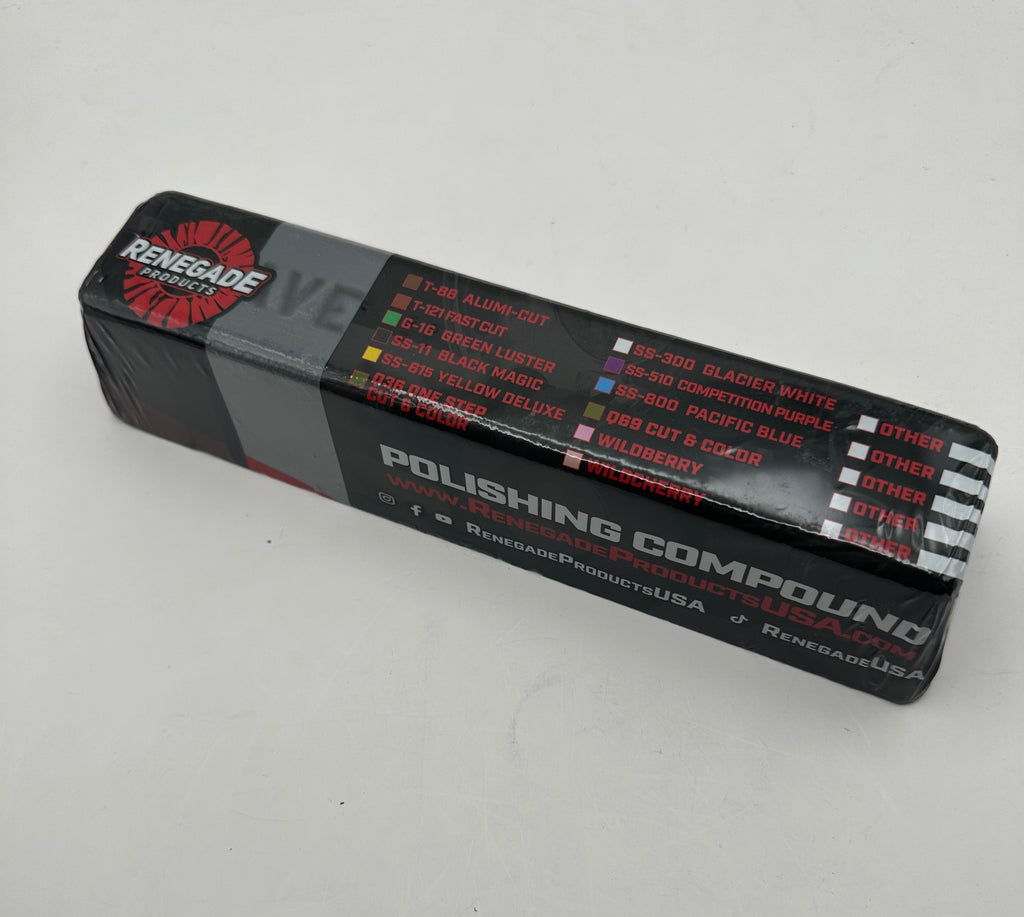 RENEGADE
PRODUCTS
T-88 ALUMI-CUT
T-121 FAST CUT
G-16 GREEN LUSTER
SS-11 BLACK MAGIC
SS-615 YELLOW DELUXE
Q36 ONE STEP
CUT & COLOR
SS-300 GLACIER WHITE
SS-510 COMPETITION PURPLE
SS-800 PACIFIC BLUE
Q69 CUT & COLOR
WILDBERRY
WILDCHERRY
OTHER
OTHER
OTHER
OTHER
OTHER
POLISHING COMPOUND
www.RenegadeProductsUSA.com
RenegadeProductsUSA
RenegadeUSA